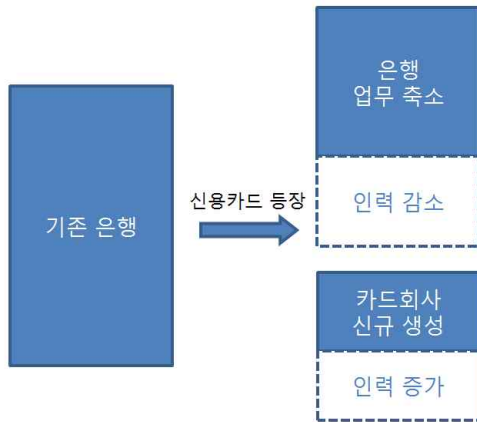 기존 은행
신용카드 등장
은행
업무 축소
인력 감소
카드회사
신규 생성
인력 증가